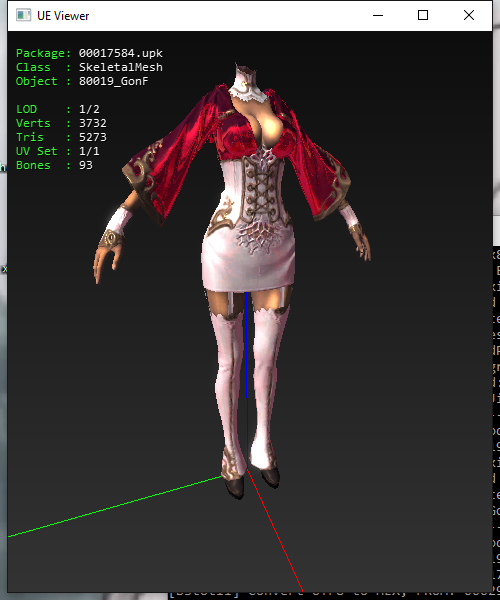 UE Viewer
Package: 00017584.upk
Class : SkeletalMesh
Object : 80019_GonF
LOD : 1/2
Verts : 3732
Tris : 5273
UV Set : 1/1
Bones : 93